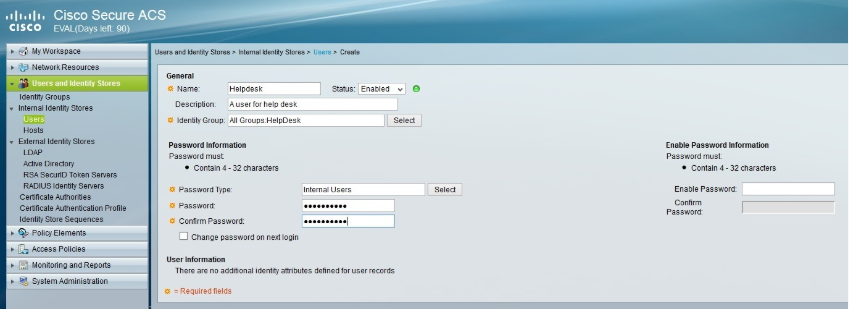 CISCO
Cisco Secure ACS
EVAL(Days left: 90)
My Workspace
Network Resources
Users and Identity Stores
Identity Groups
Internal Identity Stores
Users
Hosts
External Identity Stores
LDAP
Active Directory
RSA SecurID Token Servers
RADIUS Identity Servers
Certificate Authorities
Certificate Authentication Profile
Identity Store Sequences
Policy Elements
Access Policies
Monitoring and Reports
System Administration
Users and Identity Stores > Internal Identity Stores > Users > Create
General
Name: Helpdesk Status: Enabled
Description: A user for help desk
Identity Group: All Groups:HelpDesk Select
Password Information
Password must:
• Contain 4 - 32 characters
Password Type: Internal Users Select
Password: ••••••••••
Confirm Password: ••••••••••
Change password on next login
Enable Password Information
Password must:
• Contain 4 - 32 characters
Enable Password:
Confirm
Password:
User Information
There are no additional identity attributes defined for user records
= Required fields